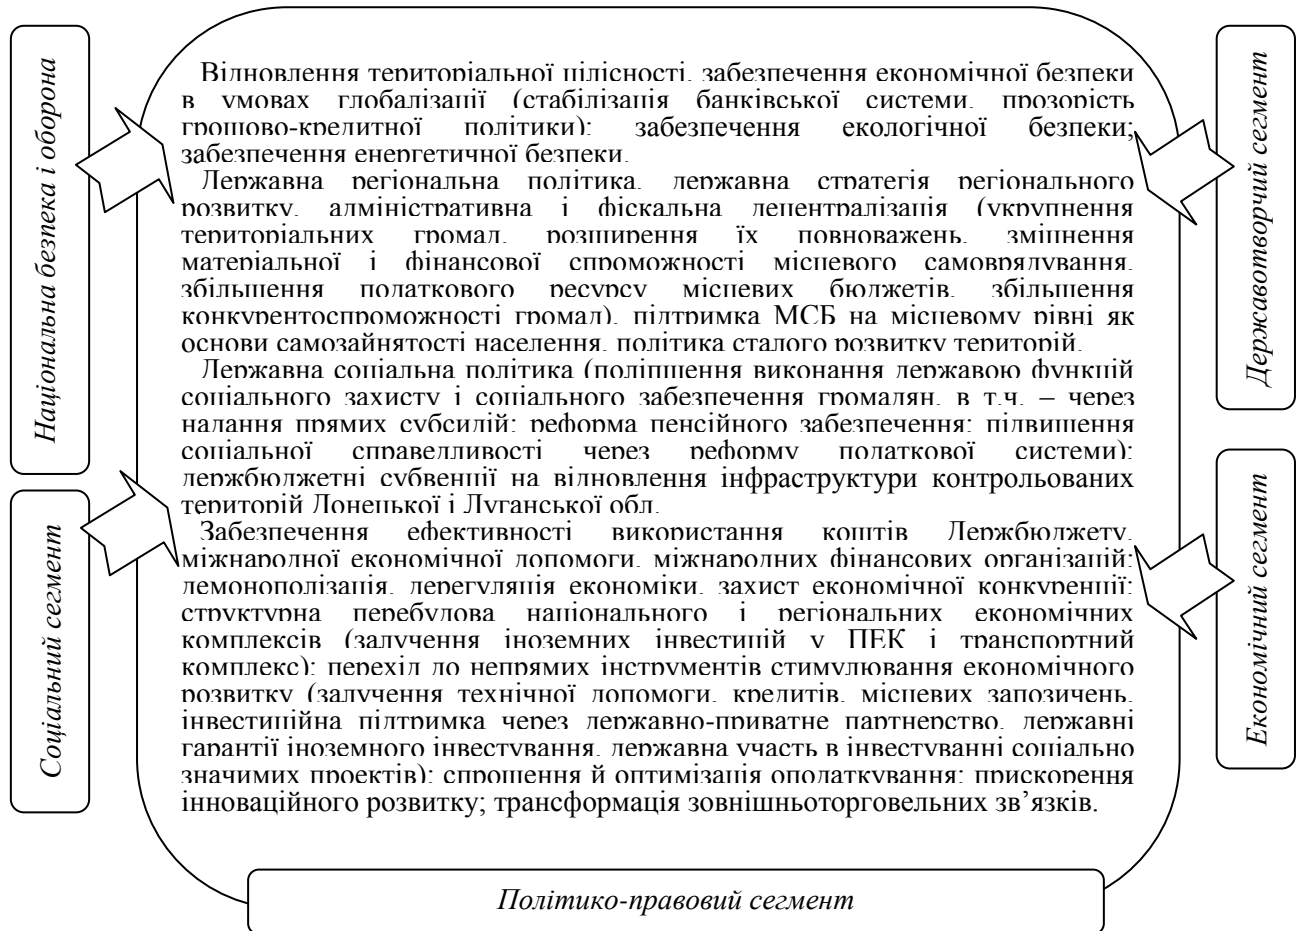 Національна безпека і оборона
Соціальний сегмент
Відновлення територіальної цілісності, забезпечення економічної безпеки
в умовах глобалізації (стабілізація банківської системи, прозорість
грошово-кредитної політики); забезпечення екологічної безпеки;
забезпечення енергетичної безпеки.
Державна регіональна політика, державна стратегія регіонального
розвитку, адміністративна і фіскальна децентралізація (укрупнення
територіальних громад, розширення їх повноважень, зміцнення
матеріальної і фінансової спроможності місцевого самоврядування,
збільшення податкового ресурсу місцевих бюджетів, збільшення
конкурентоспроможності громад), підтримка МСБ на місцевому рівні як
основи самозайнятості населення, політика сталого розвитку територій.
Державна соціальна політика (поліпшення виконання державою функцій
соціального захисту і соціального забезпечення громадян, в т.ч. – через
надання прямих субсидій; реформа пенсійного забезпечення; підвищення
соціальної справедливості через реформу податкової системи);
держбюджетні субвенції на відновлення інфраструктури контрольованих
територій Донецької і Луганської обл.
Забезпечення ефективності використання коштів Держбюджету,
міжнародної економічної допомоги, міжнародних фінансових організацій;
демонополізація, дерегуляція економіки, захист економічної конкуренції;
структурна перебудова національного і регіональних економічних
комплексів (залучення іноземних інвестицій у ПЕК і транспортний
комплекс); перехід до непрямих інструментів стимулювання економічного
розвитку (залучення технічної допомоги, кредитів, місцевих запозичень,
інвестиційна підтримка через державно-приватне партнерство, державні
гарантії іноземного інвестування, державна участь в інвестуванні соціально
значимих проектів); спрощення й оптимізація оподаткування; прискорення
інноваційного розвитку; трансформація зовнішньоторговельних зв’язків.
Державотворчий сегмент
Економічний сегмент
Політико-правовий сегмент